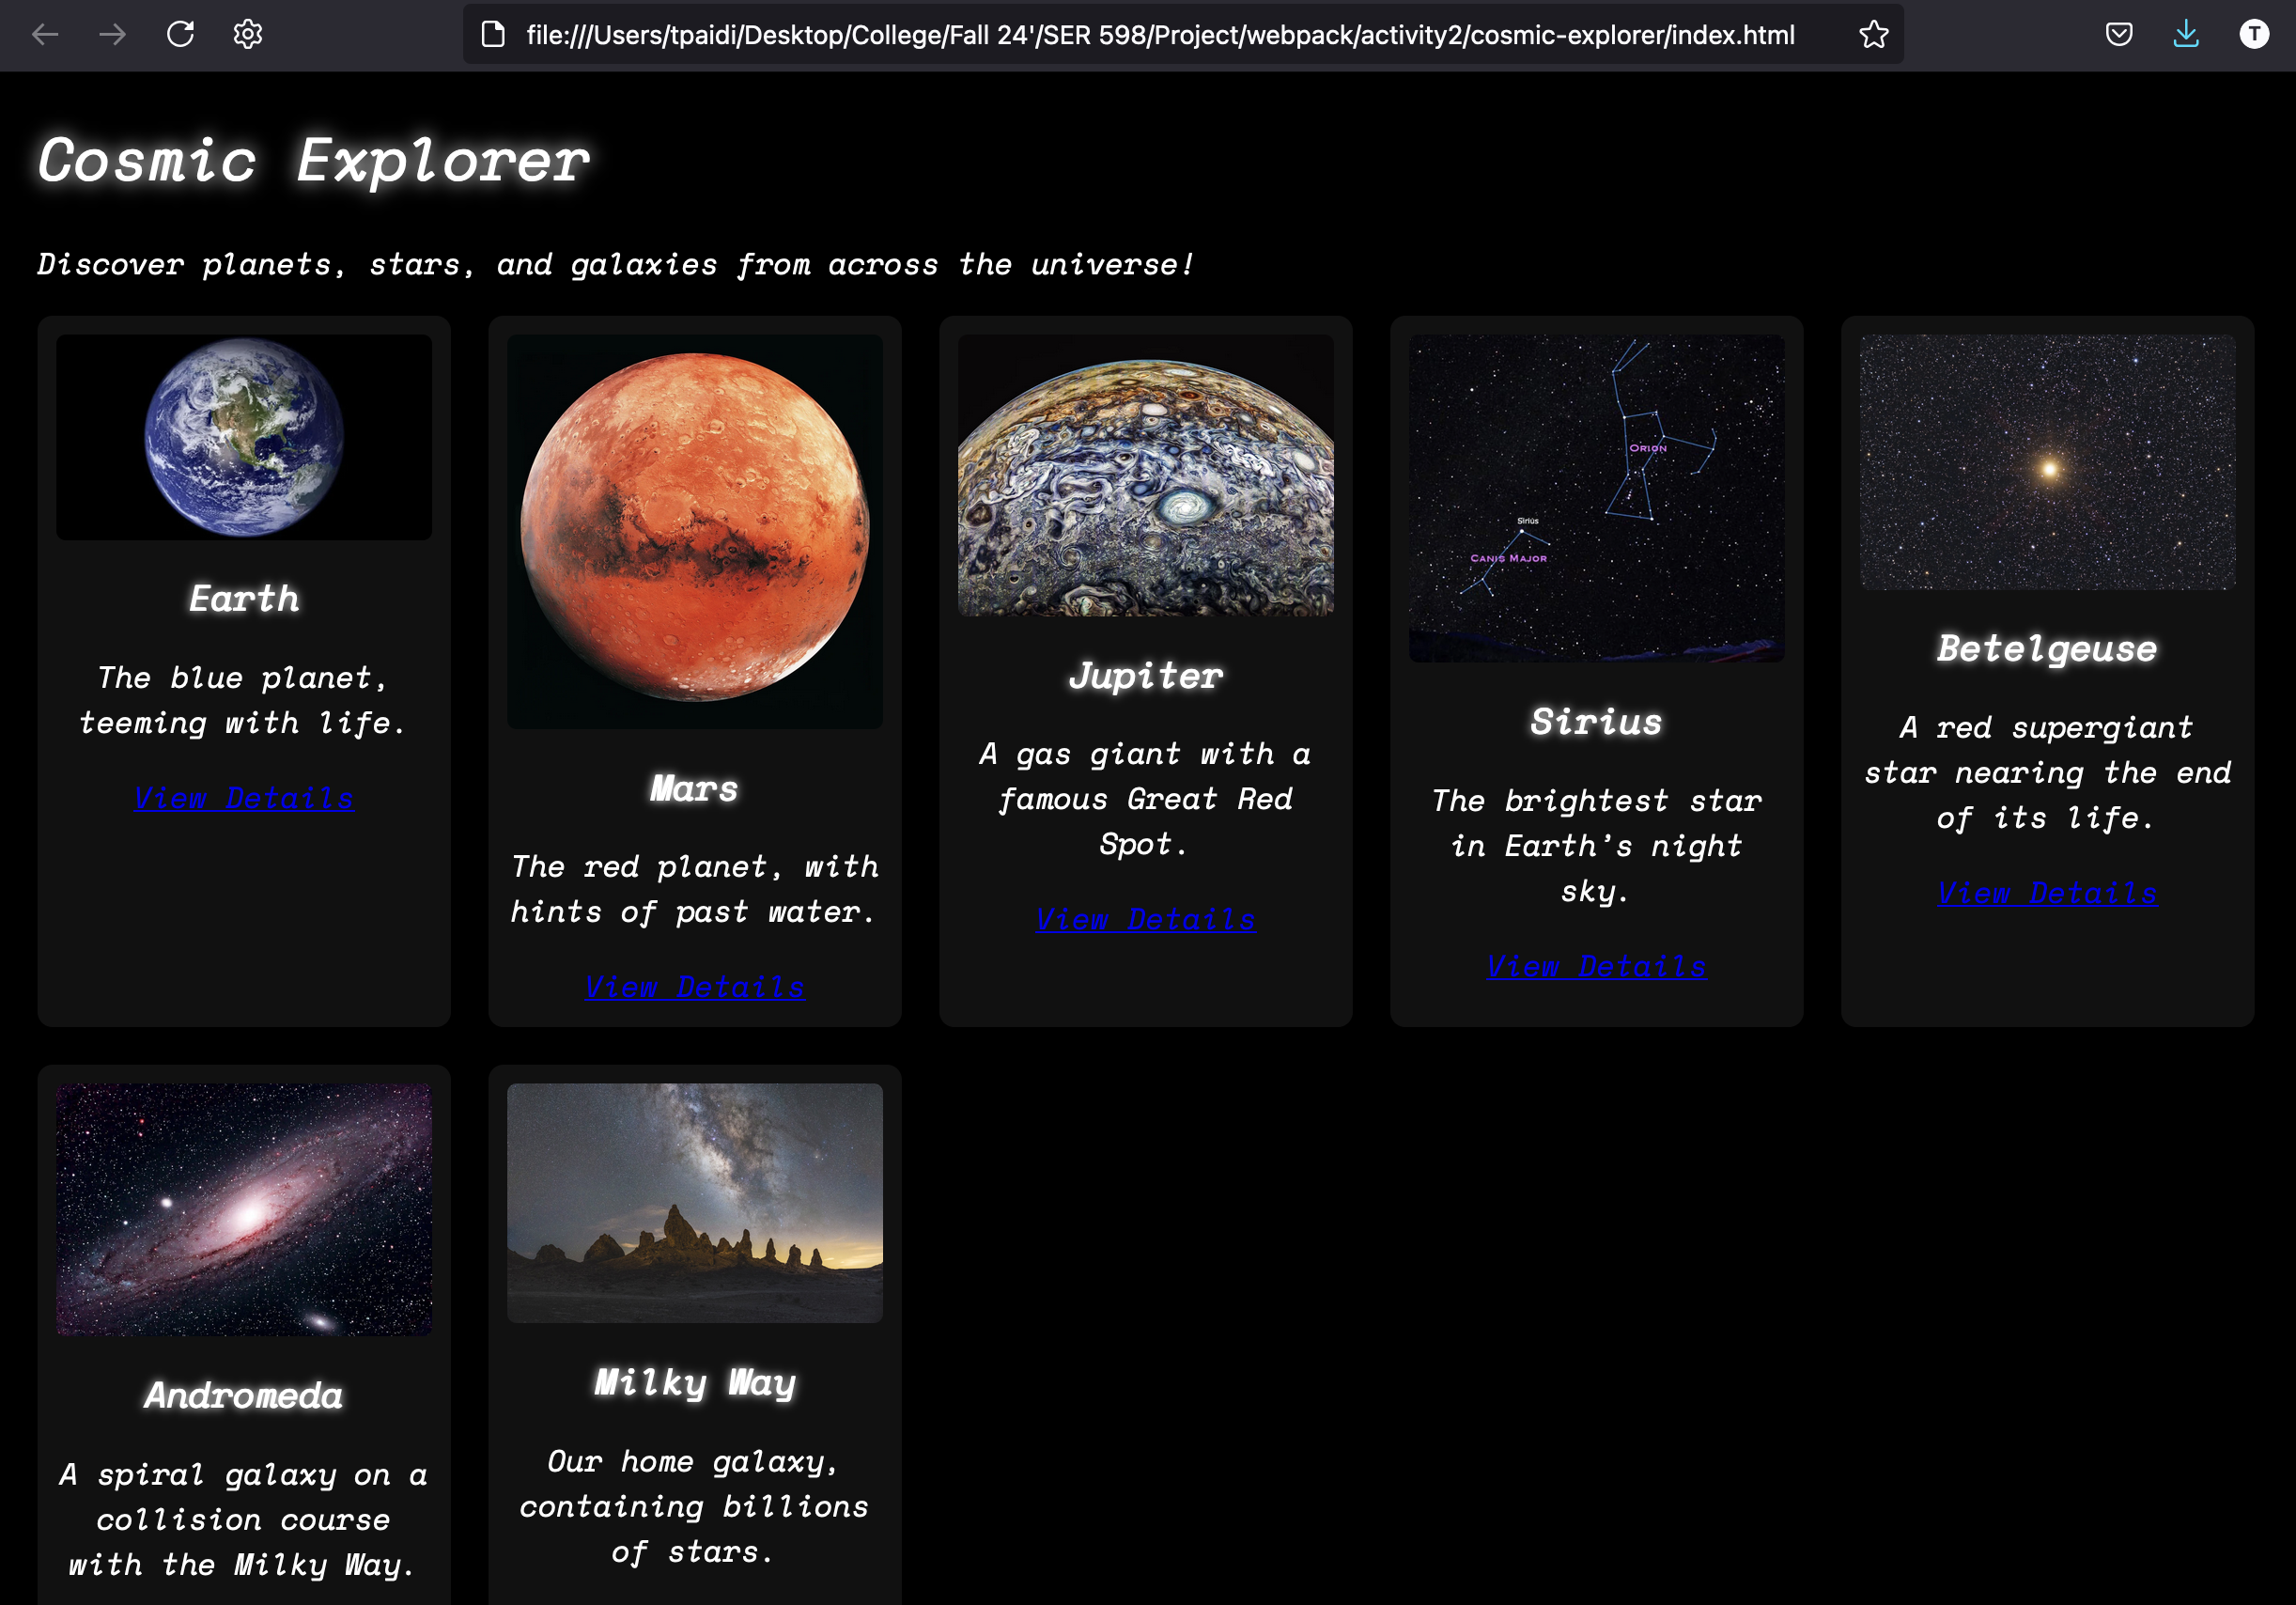 file:///Users/tpaidi/Desktop/College/Fall 24'/SER 598/Project/webpack/activity2/cosmic-explorer/index.html
T
Cosmic Explorer
Discover planets, stars, and galaxies from across the universe!
Earth
The blue planet,
teeming with life.
View Details
Mars
The red planet, with
hints of past water.
View Details
Jupiter
A gas giant with a
famous Great Red
Spot.
View Details
Orion
Sirius
Canis Major
Sirius
The brightest star
in Earth’s night
sky.
View Details
Betelgeuse
A red supergiant
star nearing the end
of its life.
View Details
Andromeda
A spiral galaxy on a
collision course
with the Milky Way.
Milky Way
Our home galaxy,
containing billions
of stars.